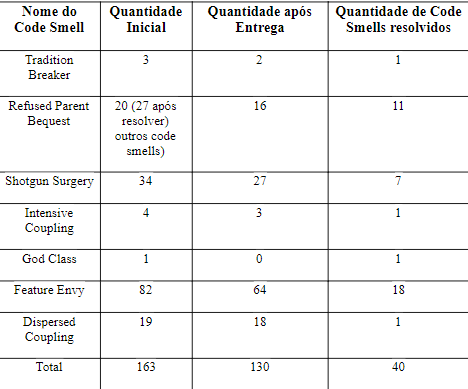 Nome do Quantidade Quantidade após Quantidade de Code
Code Smell Inicial Entrega Smells resolvidos
Tradition 3 2 1
Breaker
Refused Parent 20 (27 após 16 11
Bequest resolver)
outros code
smells)
Shotgun Surgery 34 27 7
Intensive 4 3 1
Coupling
God Class 1 0 1
Feature Envy 82 64 18
Dispersed 19 18 1
Coupling
Total 163 130 40